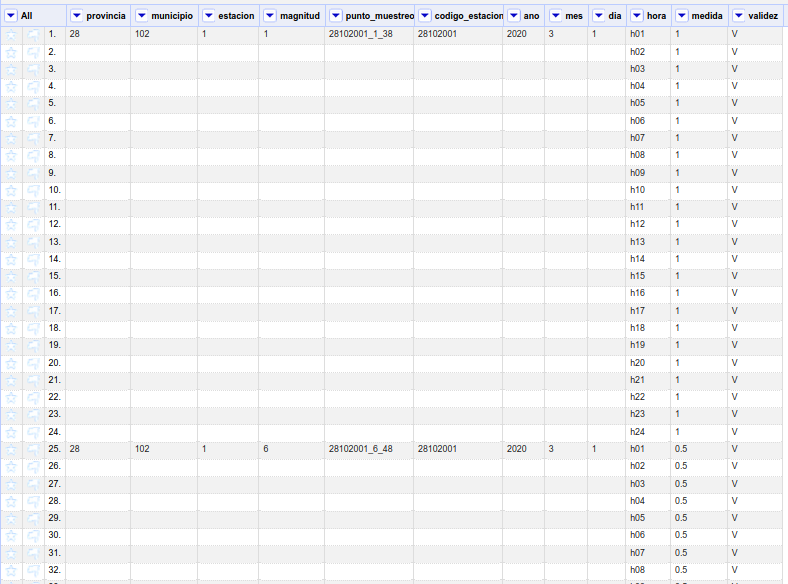 All provincia municipio estacion magnitud punto_muestreo codigo_estacion ano mes dia hora medida validez
1. 28 102 1 1 28102001_1_38 28102001 2020 3 1 h01 1 V
2. h02 1 V
3. h03 1 V
4. h04 1 V
5. h05 1 V
6. h06 1 V
7. h07 1 V
8. h08 1 V
9. h09 1 V
10. h10 1 V
11. h11 1 V
12. h12 1 V
13. h13 1 V
14. h14 1 V
15. h15 1 V
16. h16 1 V
17. h17 1 V
18. h18 1 V
19. h19 1 V
20. h20 1 V
21. h21 1 V
22. h22 1 V
23. h23 1 V
24. h24 1 V
25. 28 102 1 6 28102001_6_48 28102001 2020 3 1 h01 0.5 V
26. h02 0.5 V
27. h03 0.5 V
28. h04 0.5 V
29. h05 0.5 V
30. h06 0.5 V
31. h07 0.5 V
32. h08 0.5 V